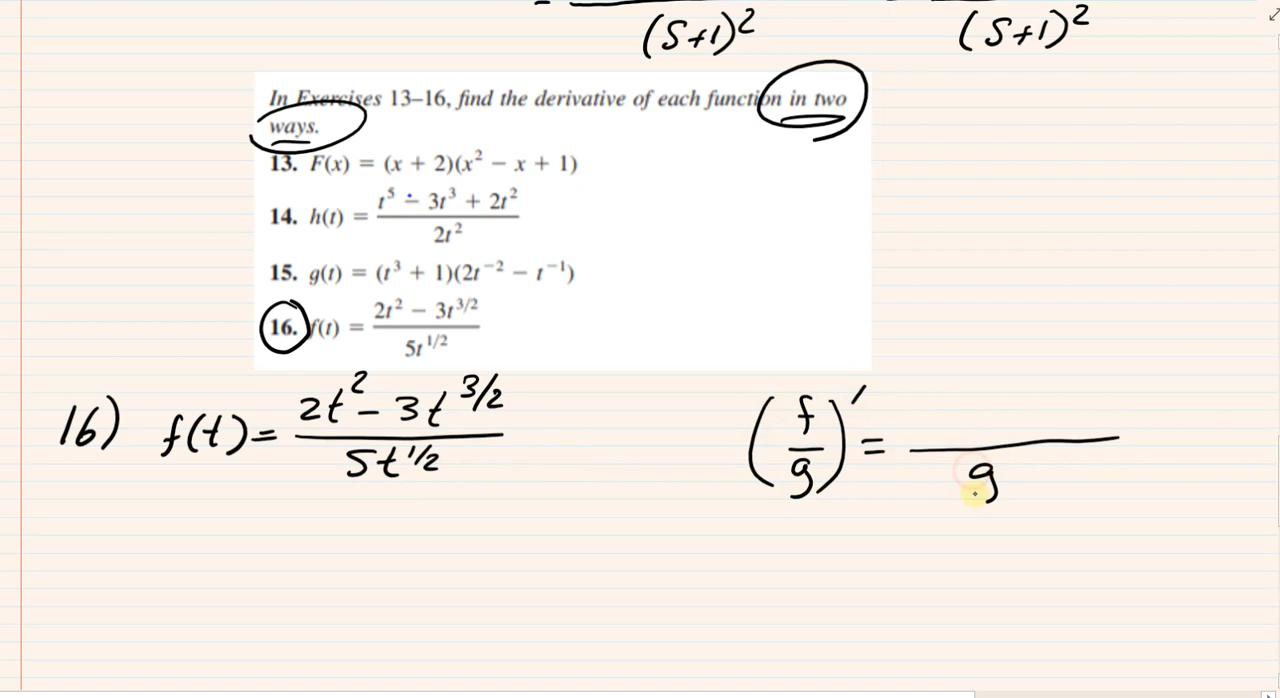 = ——— ———
(S+1)² (S+1)²
In Exercises 13–16, find the derivative of each function in two
ways.
13. F(x) = (x + 2)(x² − x + 1)
14. h(t) = (t⁵ − 3t³ + 2t²) / 2t²
15. g(t) = (t³ + 1)(2t⁻² − t⁻¹)
16. f(t) = (2t² − 3t^{3/2}) / 5t^{1/2}
16) f(t) = (2t² − 3t^{3/2}) / 5t^{1/2} (f/g)′ = ——— / g